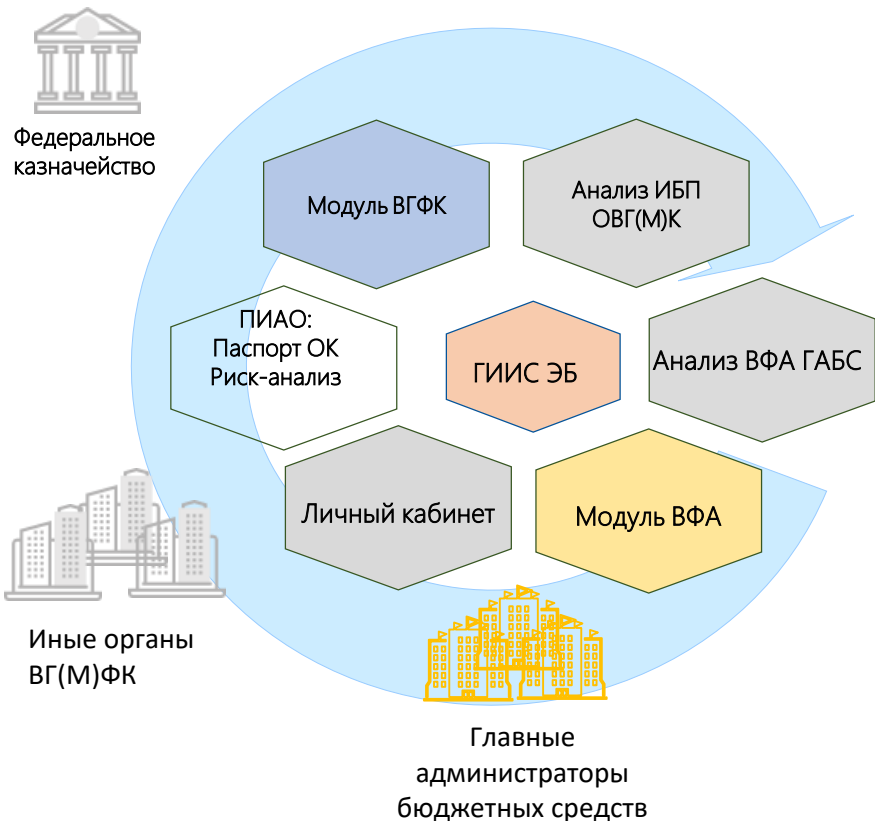 Федеральное
казначейство
Модуль ВГФК
Анализ ИБП
ОВГ(М)К
ПИАО:
Паспорт ОК
Риск-анализ
ГИИС ЭБ
Анализ ВФА ГАБС
Личный кабинет
Модуль ВФА
Иные органы
ВГ(М)ФК
Главные
администраторы
бюджетных средств